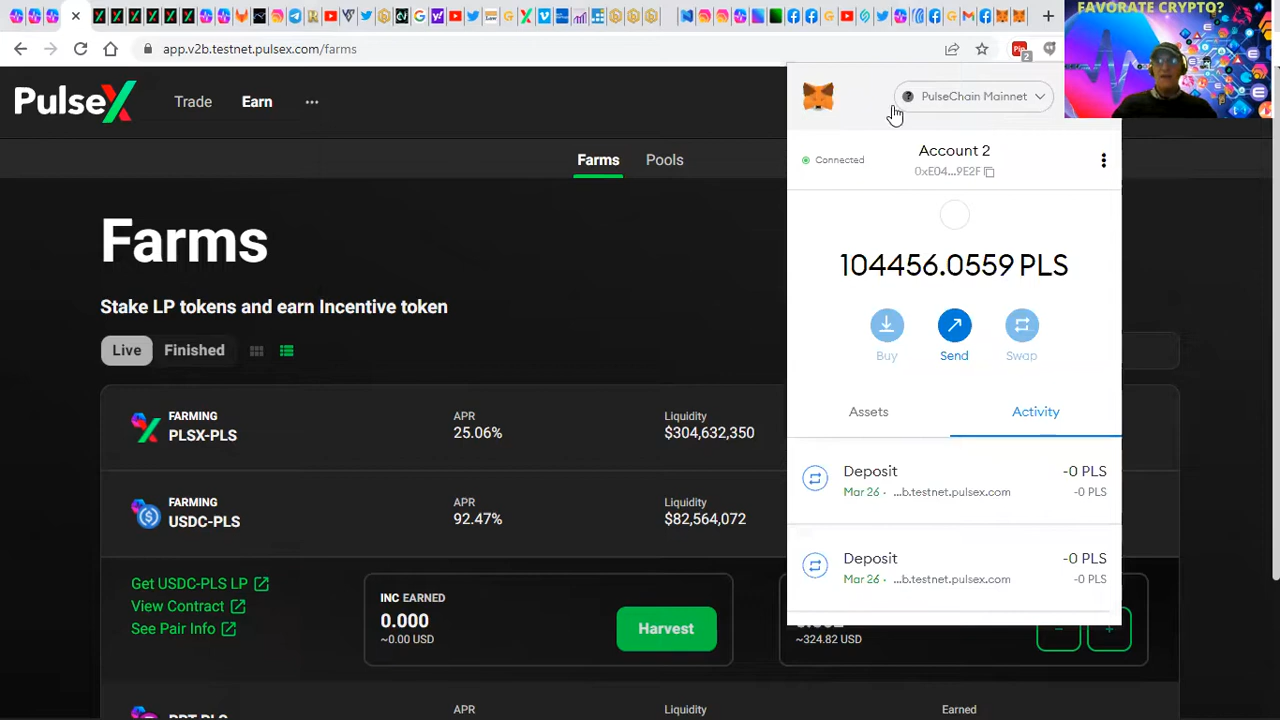 FAVORATE CRYPTO?
app.v2b.testnet.pulsex.com/farms
2
PulseX
Trade
Earn
PulseChain Mainnet
Farms
Pools
Connected
Account 2
0xE04...9E2F
Farms
104456.0559 PLS
Stake LP tokens and earn Incentive token
Live
Finished
Buy
Send
Swap
Assets
Activity
FARMING
PLSX-PLS
APR
25.06%
Liquidity
$304,632,350
Deposit
-0 PLS
Mar 26 · ...b.testnet.pulsex.com
-0 PLS
FARMING
USDC-PLS
APR
92.47%
Liquidity
$82,564,072
Deposit
-0 PLS
Mar 26 · ...b.testnet.pulsex.com
-0 PLS
Get USDC-PLS LP
View Contract
See Pair Info
INC EARNED
0.000
~0.00 USD
Harvest
~324.82 USD
APR
Liquidity
Earned